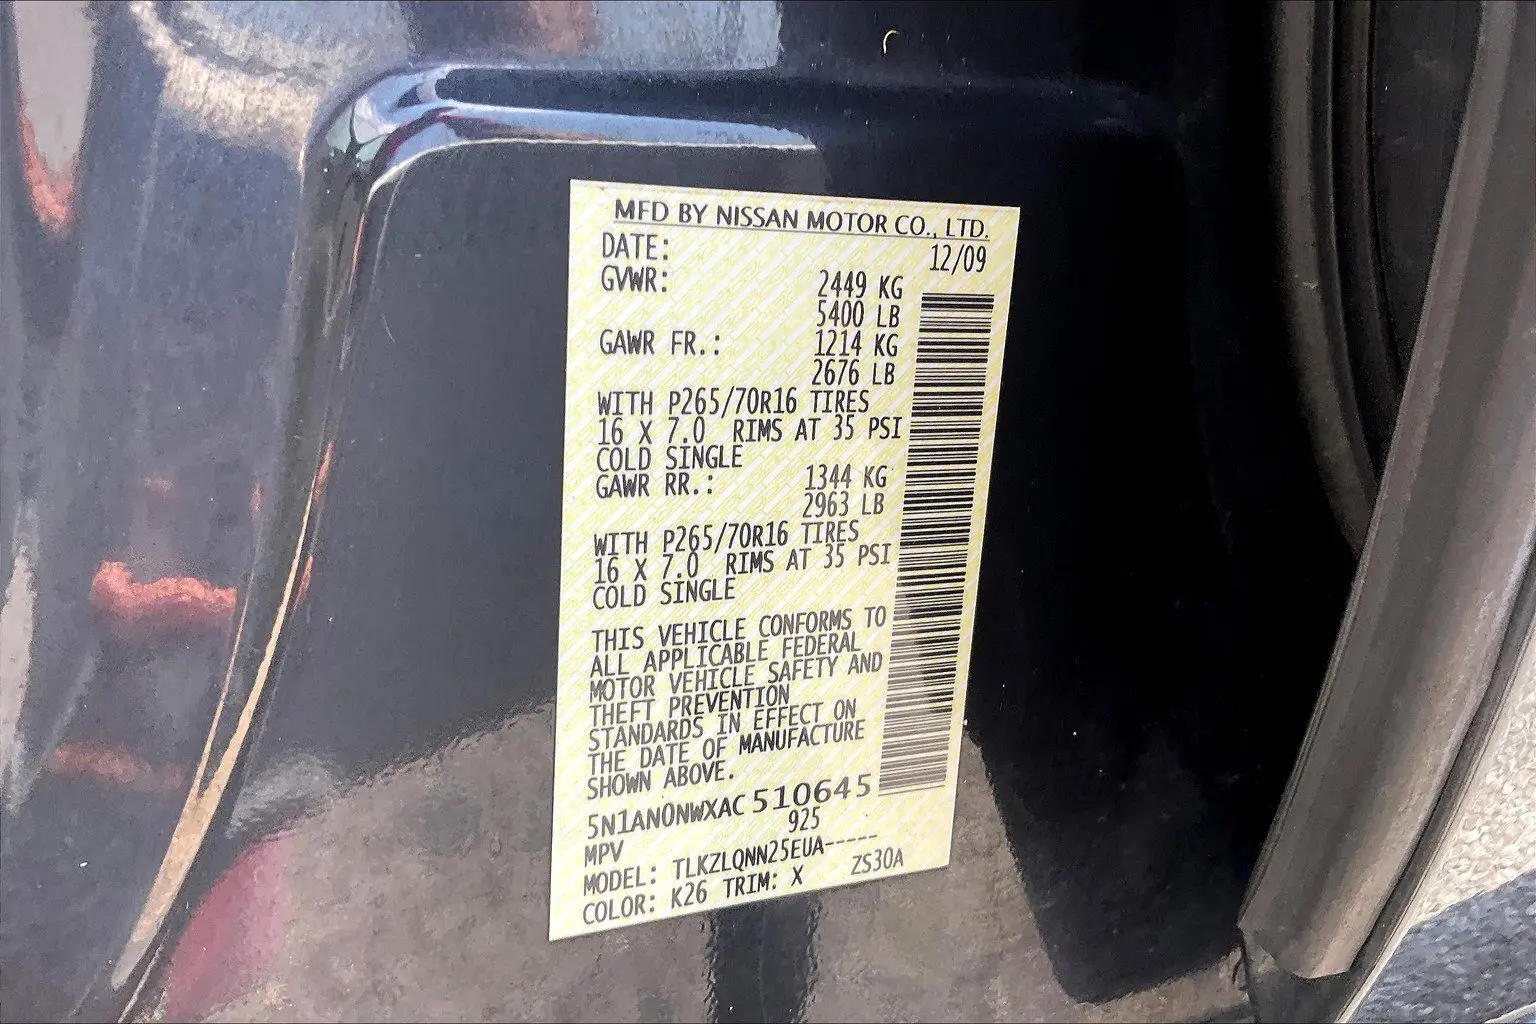 MFD BY NISSAN MOTOR CO., LTD.
DATE: 12/09
GVWR: 2449 KG
5400 LB
GAWR FR.: 1214 KG
2676 LB
WITH P265/70R16 TIRES
16 X 7.0 RIMS AT 35 PSI
COLD SINGLE
GAWR RR.: 1344 KG
2963 LB
WITH P265/70R16 TIRES
16 X 7.0 RIMS AT 35 PSI
COLD SINGLE
THIS VEHICLE CONFORMS TO
ALL APPLICABLE FEDERAL
MOTOR VEHICLE SAFETY AND
THEFT PREVENTION
STANDARDS IN EFFECT ON
THE DATE OF MANUFACTURE
SHOWN ABOVE.
5N1AN0NWXAC510645
MPV 925
MODEL: TLKZLQNN25EUA-----
COLOR: K26 TRIM: X ZS30A